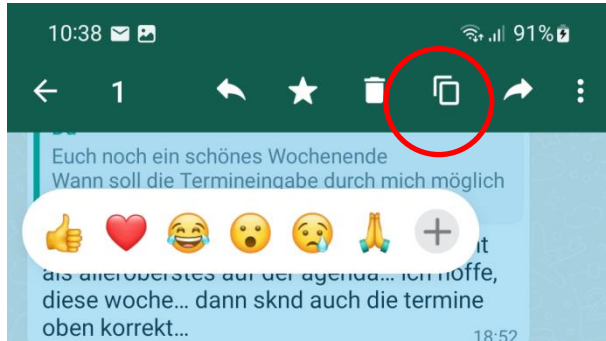 10:38
91%
1
Euch noch ein schönes Wochenende
Wann soll die Termineingabe durch mich möglich
als alleroberstes auf der agenda... ich hoffe,
diese woche... dann sknd auch die termine
oben korrekt...
18:52